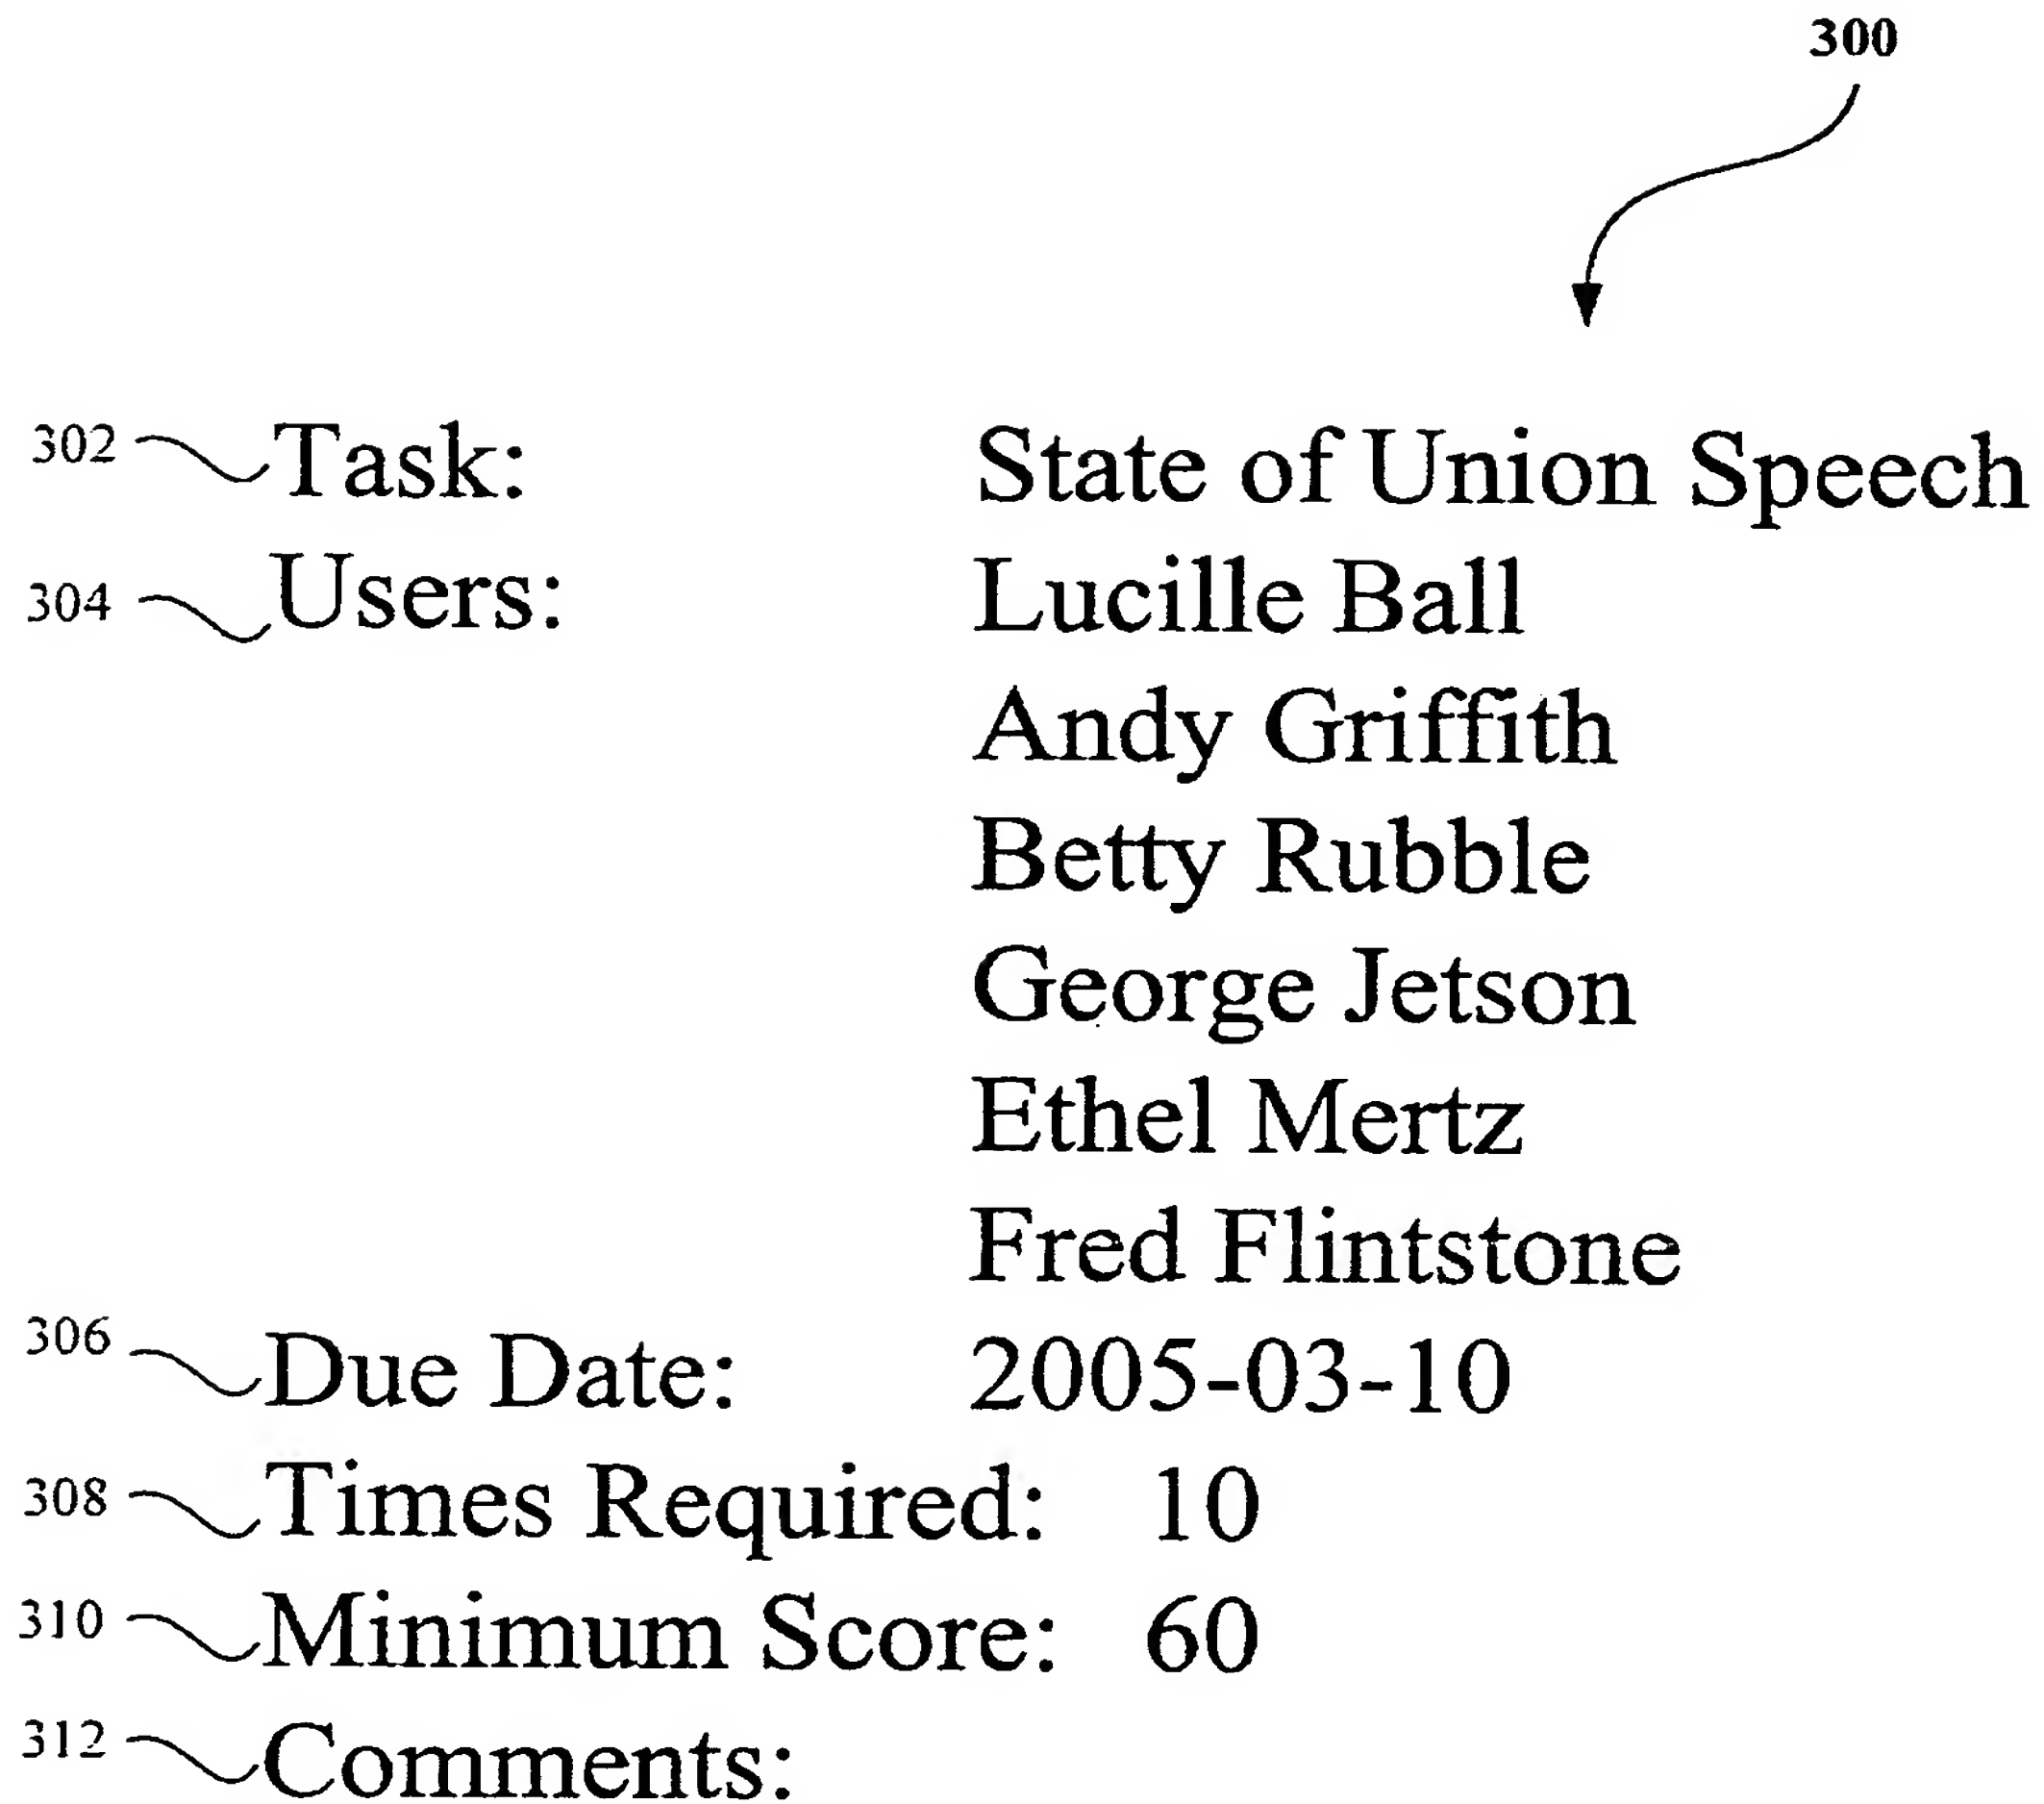 300
302 Task: State of Union Speech
304 Users: Lucille Ball
Andy Griffith
Betty Rubble
George Jetson
Ethel Mertz
Fred Flintstone
306 Due Date: 2005-03-10
308 Times Required: 10
310 Minimum Score: 60
312 Comments: